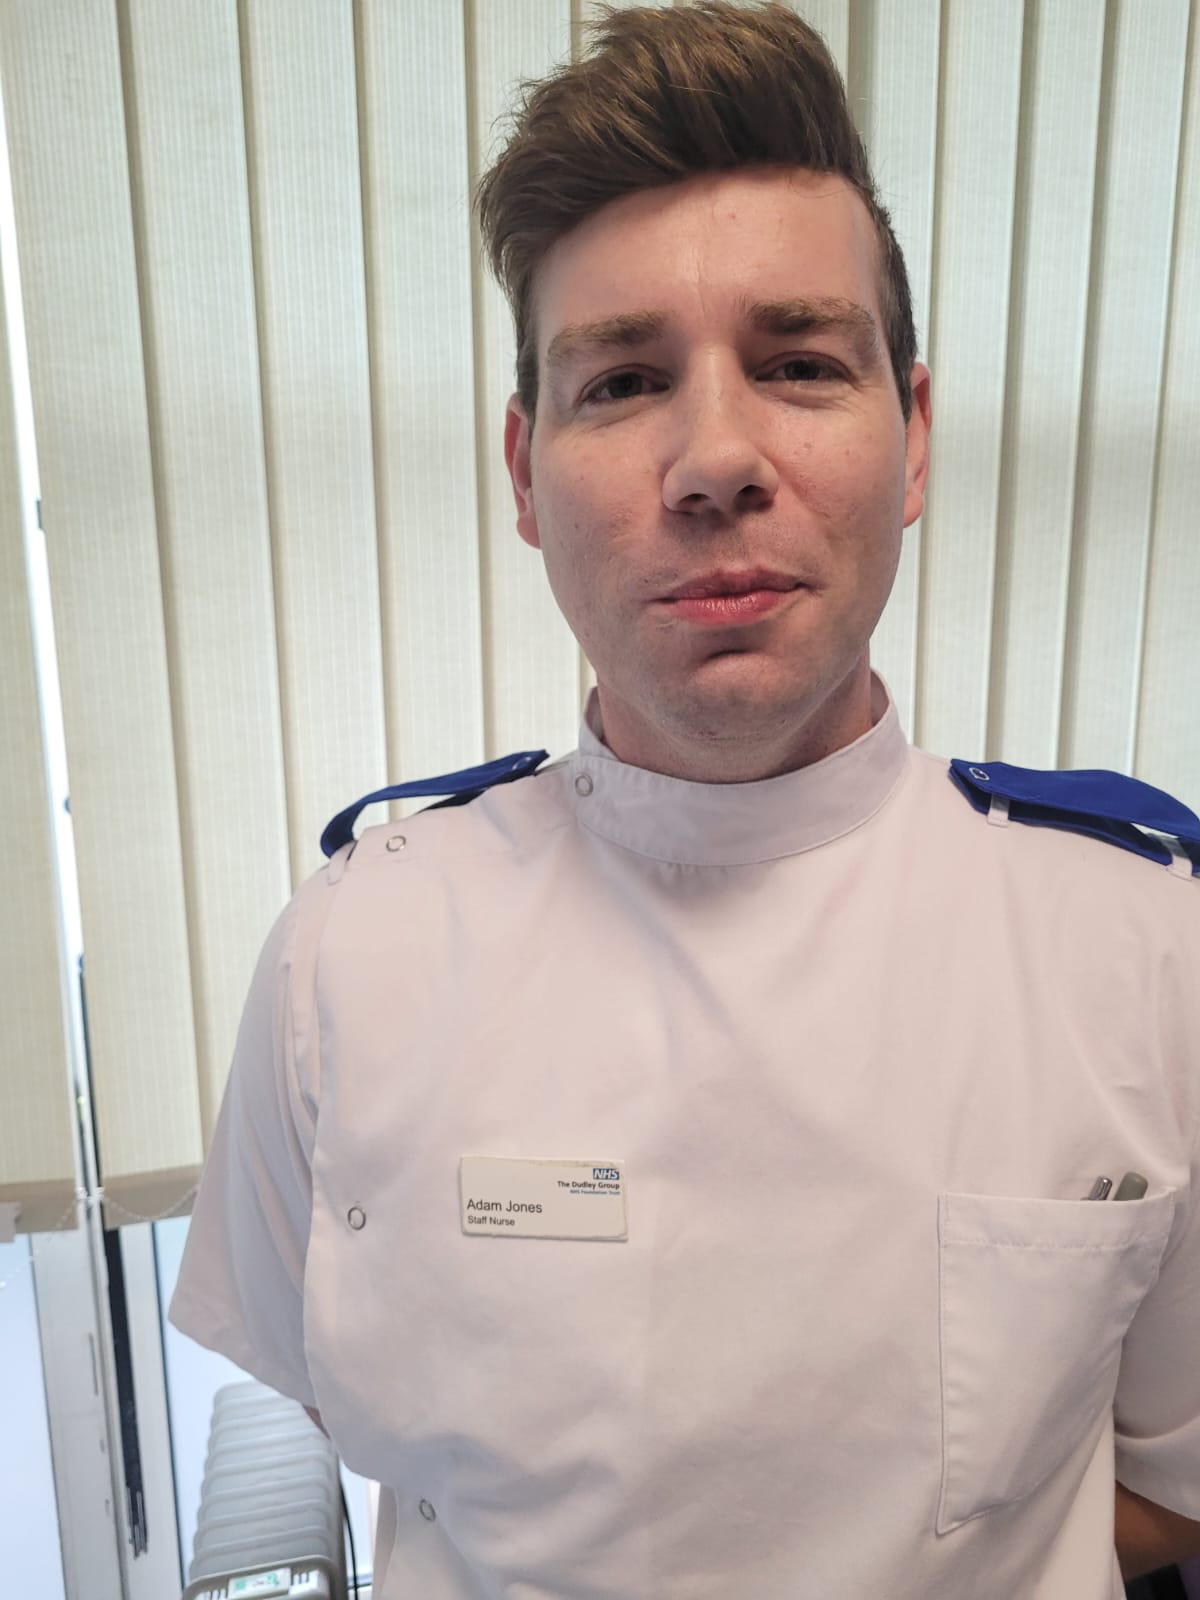 NHS
The Dudley Group
NHS Foundation Trust
Adam Jones
Staff Nurse